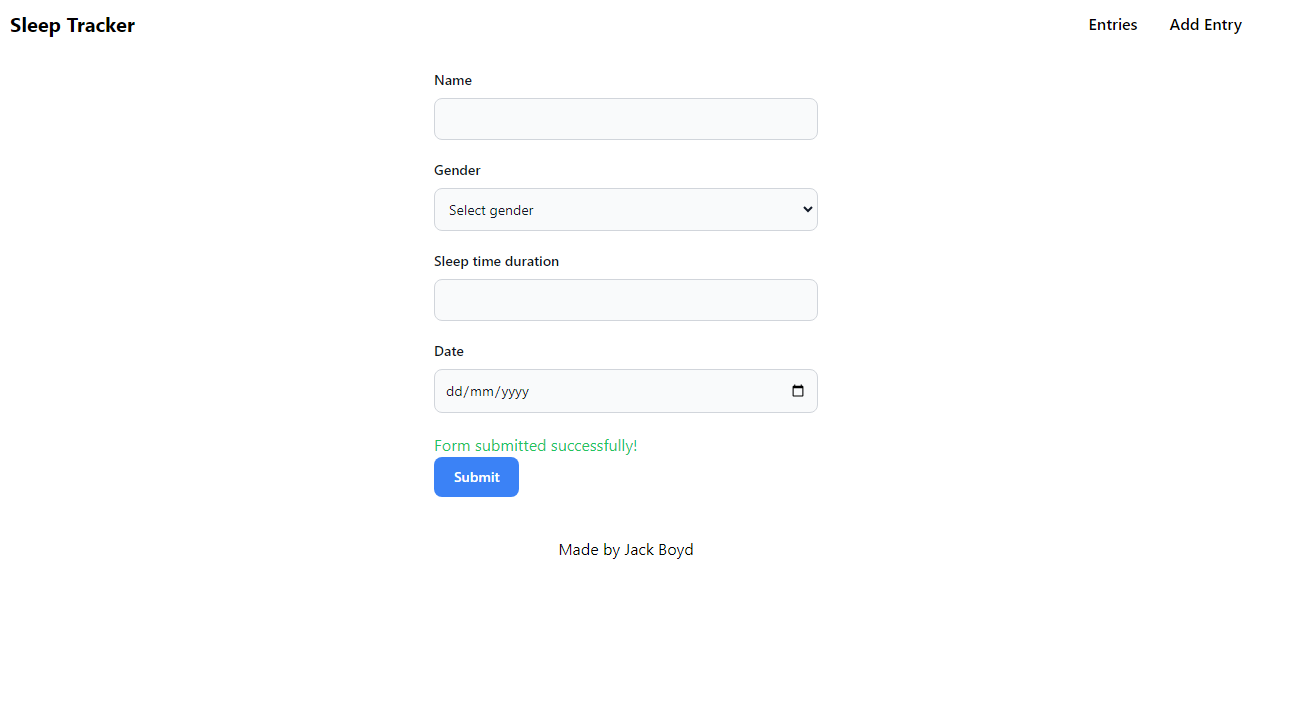 Sleep Tracker
Entries
Add Entry
Name
Gender
Select gender
Sleep time duration
Date
dd/mm/yyyy
Form submitted successfully!
Submit
Made by Jack Boyd